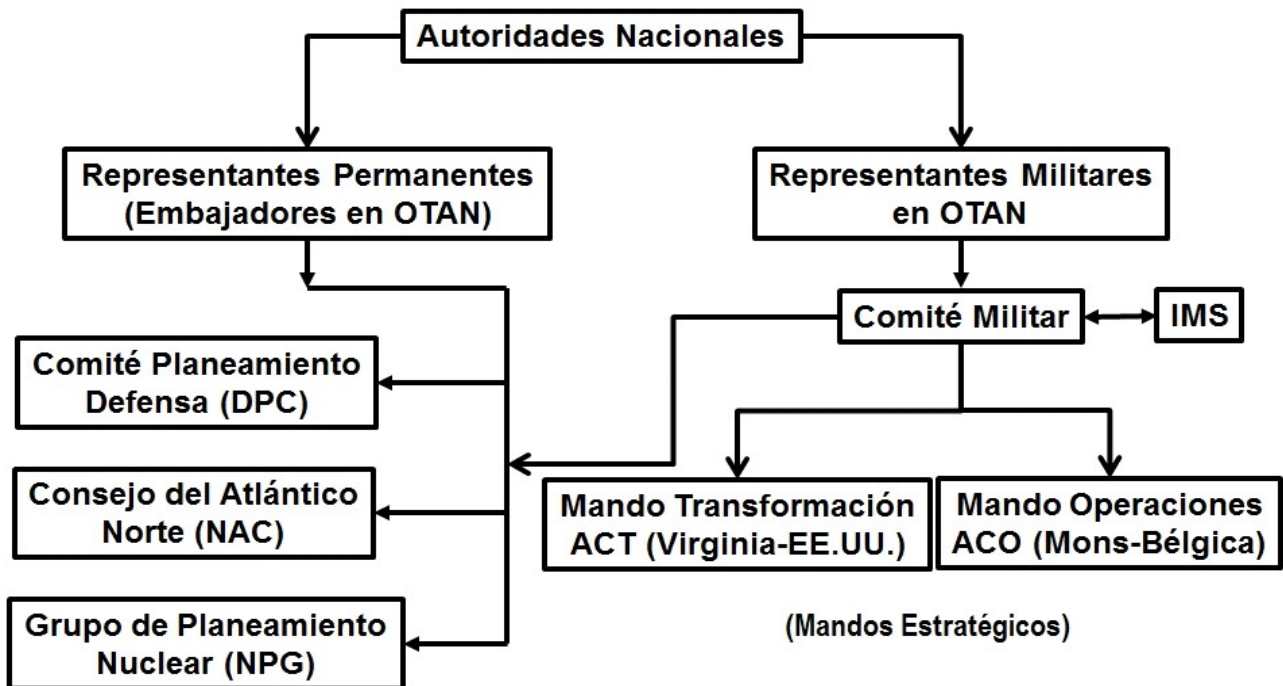 Autoridades Nacionales
Representantes Permanentes
(Embajadores en OTAN)
Representantes Militares
en OTAN
Comité Militar
IMS
Comité Planeamiento
Defensa (DPC)
Consejo del Atlántico
Norte (NAC)
Grupo de Planeamiento
Nuclear (NPG)
Mando Transformación
ACT (Virginia-EE.UU.)
Mando Operaciones
ACO (Mons-Bélgica)
(Mandos Estratégicos)